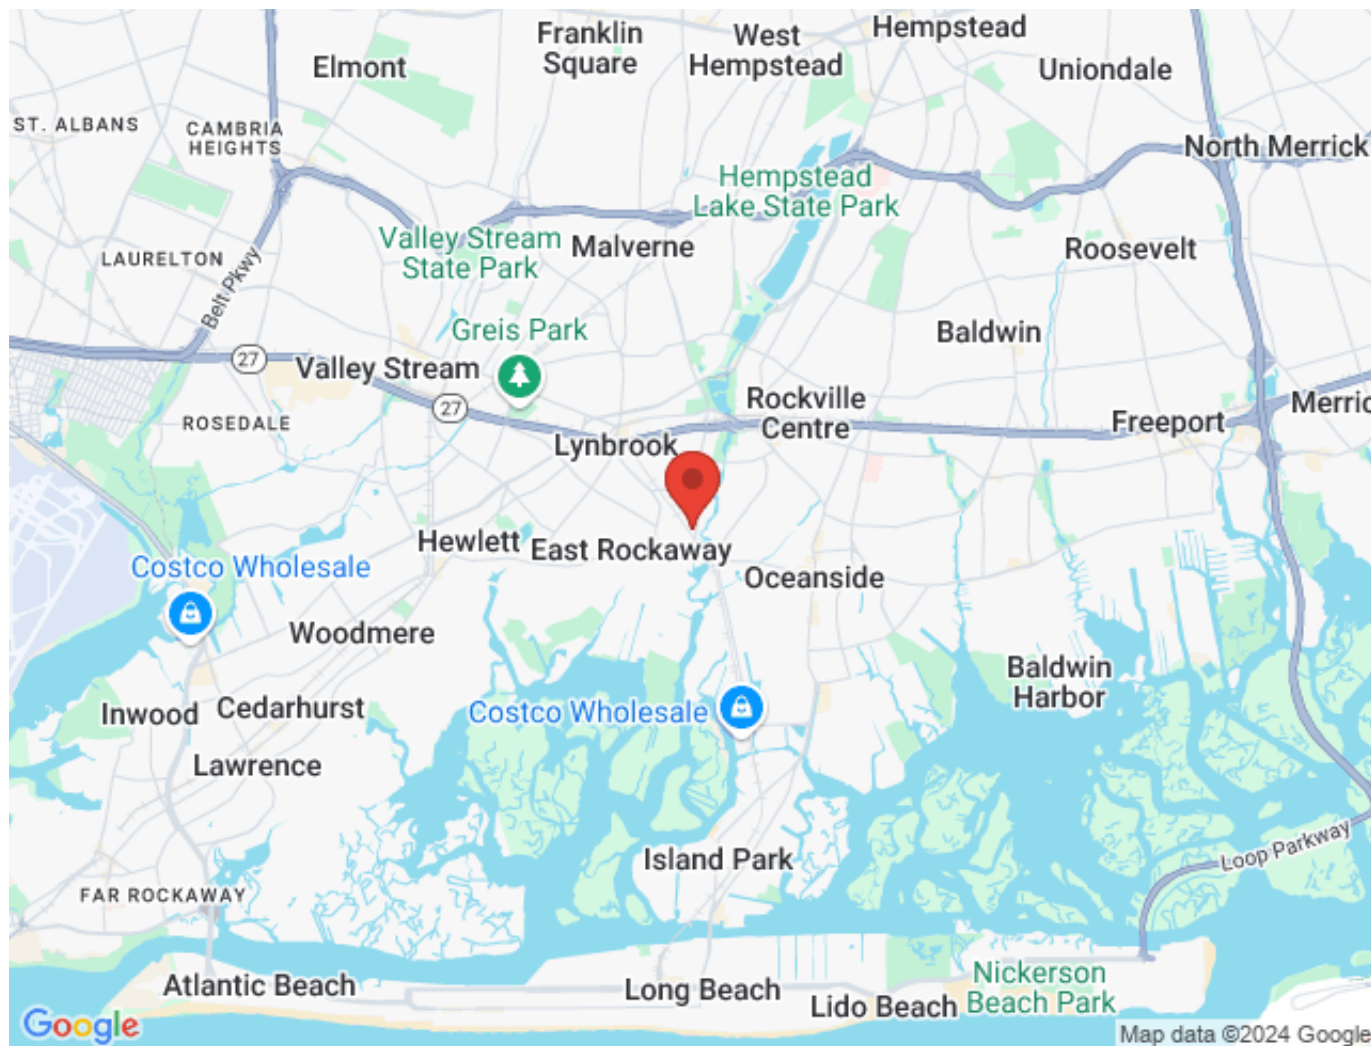 Franklin
Square
West
Hempstead
Hempstead
Elmont
Uniondale
ST. ALBANS
CAMBRIA
HEIGHTS
North Merrick
Hempstead
Lake State Park
Valley Stream
State Park
Malverne
Roosevelt
LAURELTON
Belt Pkwy
Greis Park
Baldwin
27
Valley Stream
27
Rockville
Centre
Merric
ROSEDALE
Freeport
Lynbrook
Hewlett
East Rockaway
Costco Wholesale
Oceanside
Woodmere
Baldwin
Harbor
Inwood
Cedarhurst
Costco Wholesale
Lawrence
Island Park
Loop Parkway
FAR ROCKAWAY
Atlantic Beach
Long Beach
Lido Beach
Nickerson
Beach Park
Google
Map data ©2024 Google